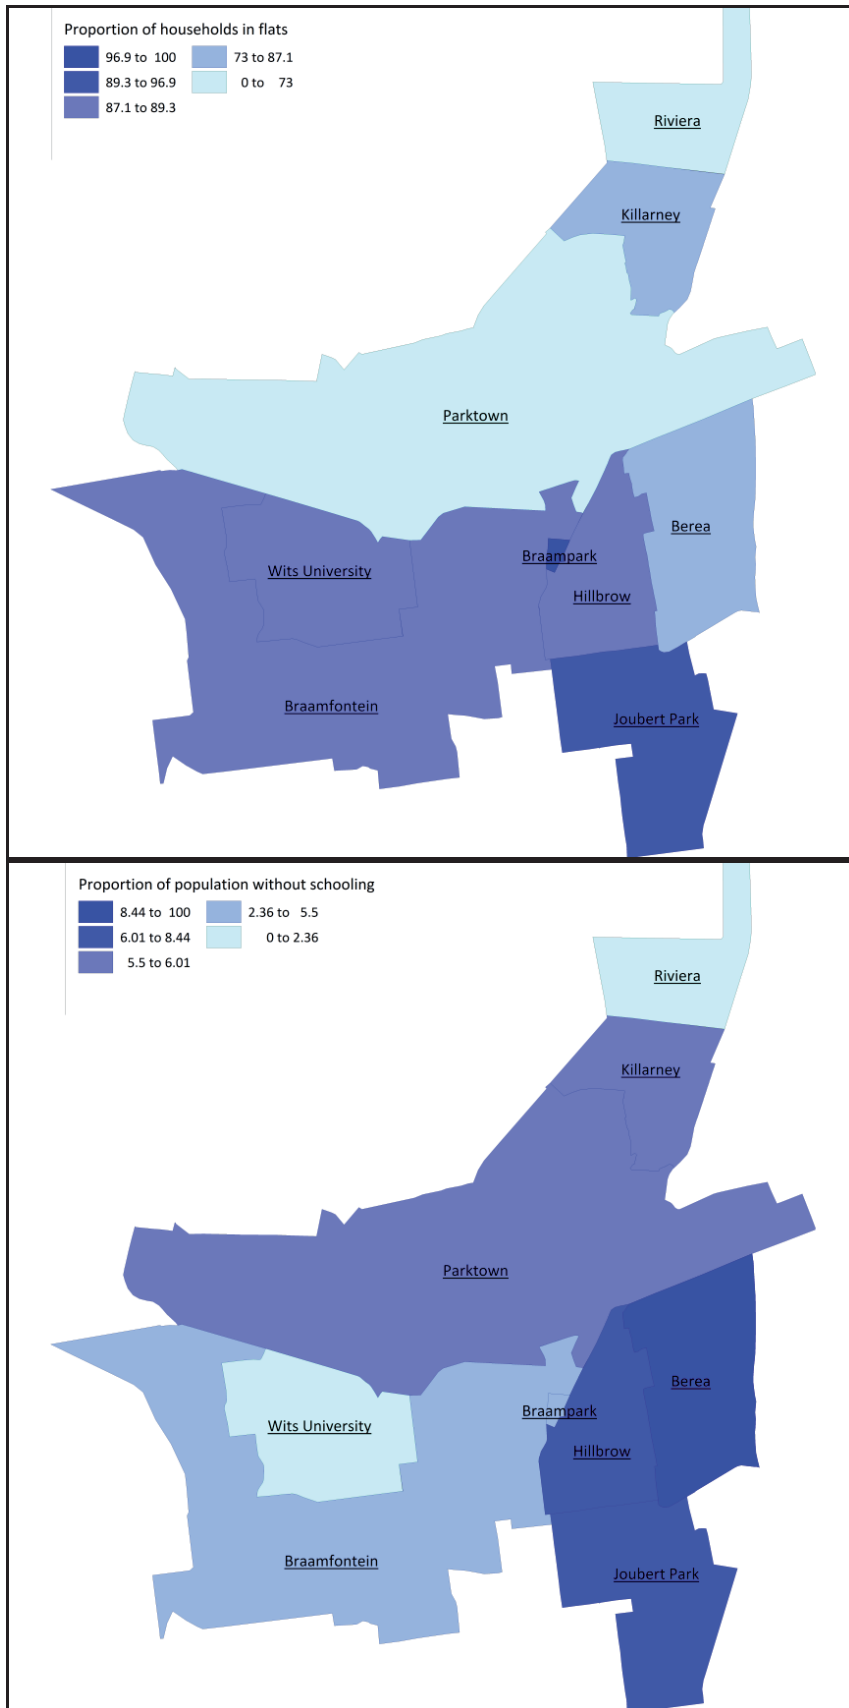 Proportion of households in flats
96.9 to 100 73 to 87.1
89.3 to 96.9 0 to 73
87.1 to 89.3
Riviera
Killarney
Parktown
Berea
Braampark
Wits University
Hillbrow
Braamfontein
Joubert Park
Proportion of population without schooling
8.44 to 100 2.36 to 5.5
6.01 to 8.44 0 to 2.36
5.5 to 6.01
Riviera
Killarney
Parktown
Berea
Braampark
Wits University
Hillbrow
Braamfontein
Joubert Park